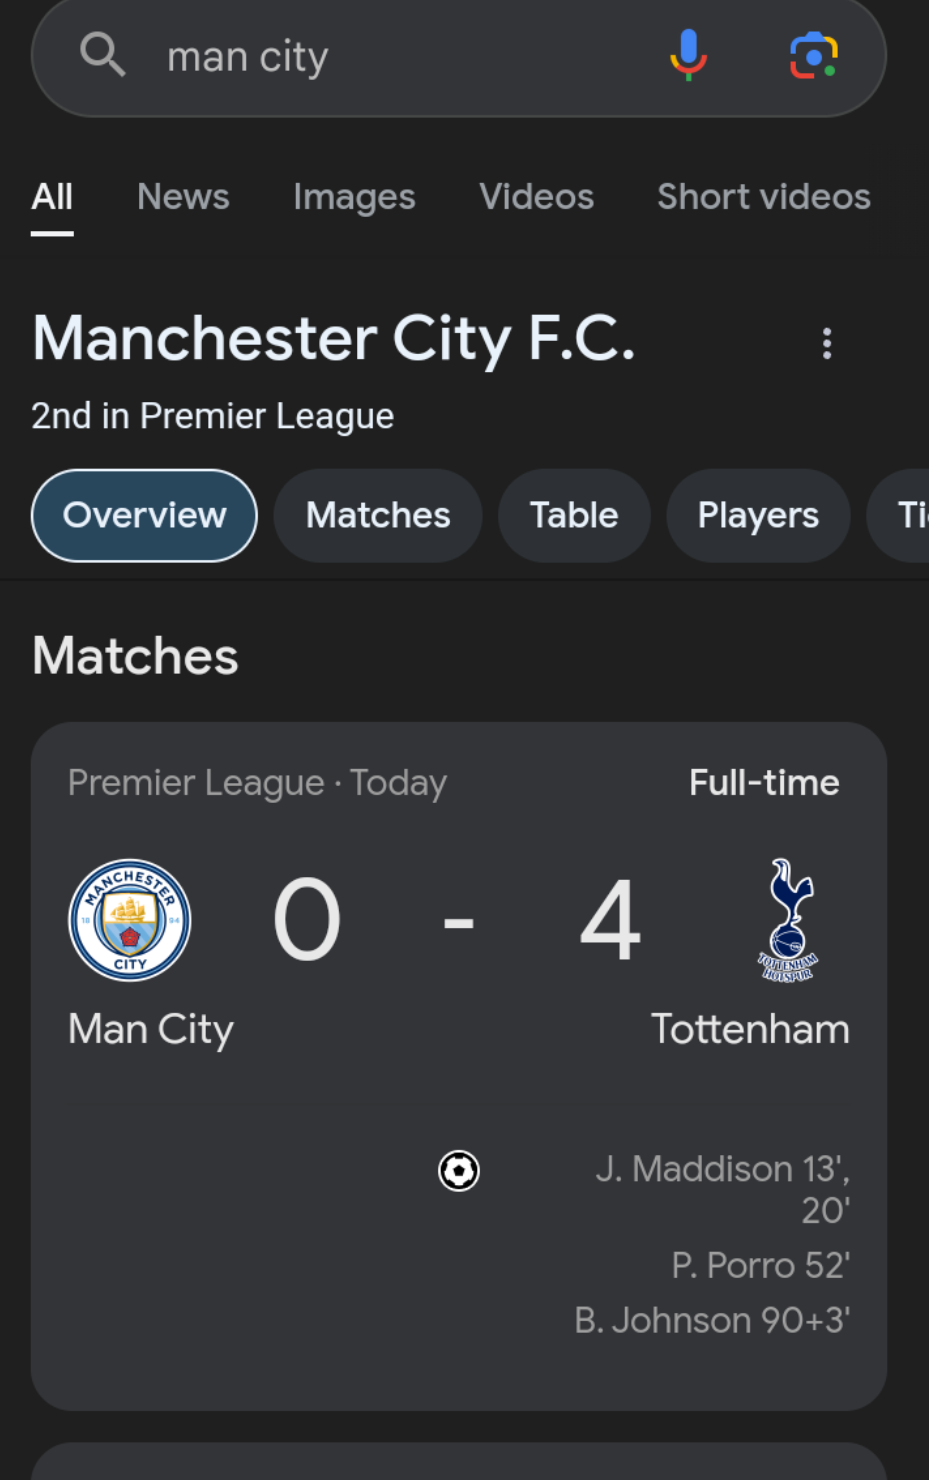 man city
All News Images Videos Short videos
Manchester City F.C.
2nd in Premier League
Overview Matches Table Players Ti
Matches
Premier League · Today Full-time
MANCHESTER
18 94
CITY
0 - 4
TOTTENHAM
HOTSPUR
Man City Tottenham
J. Maddison 13',
20'
P. Porro 52'
B. Johnson 90+3'